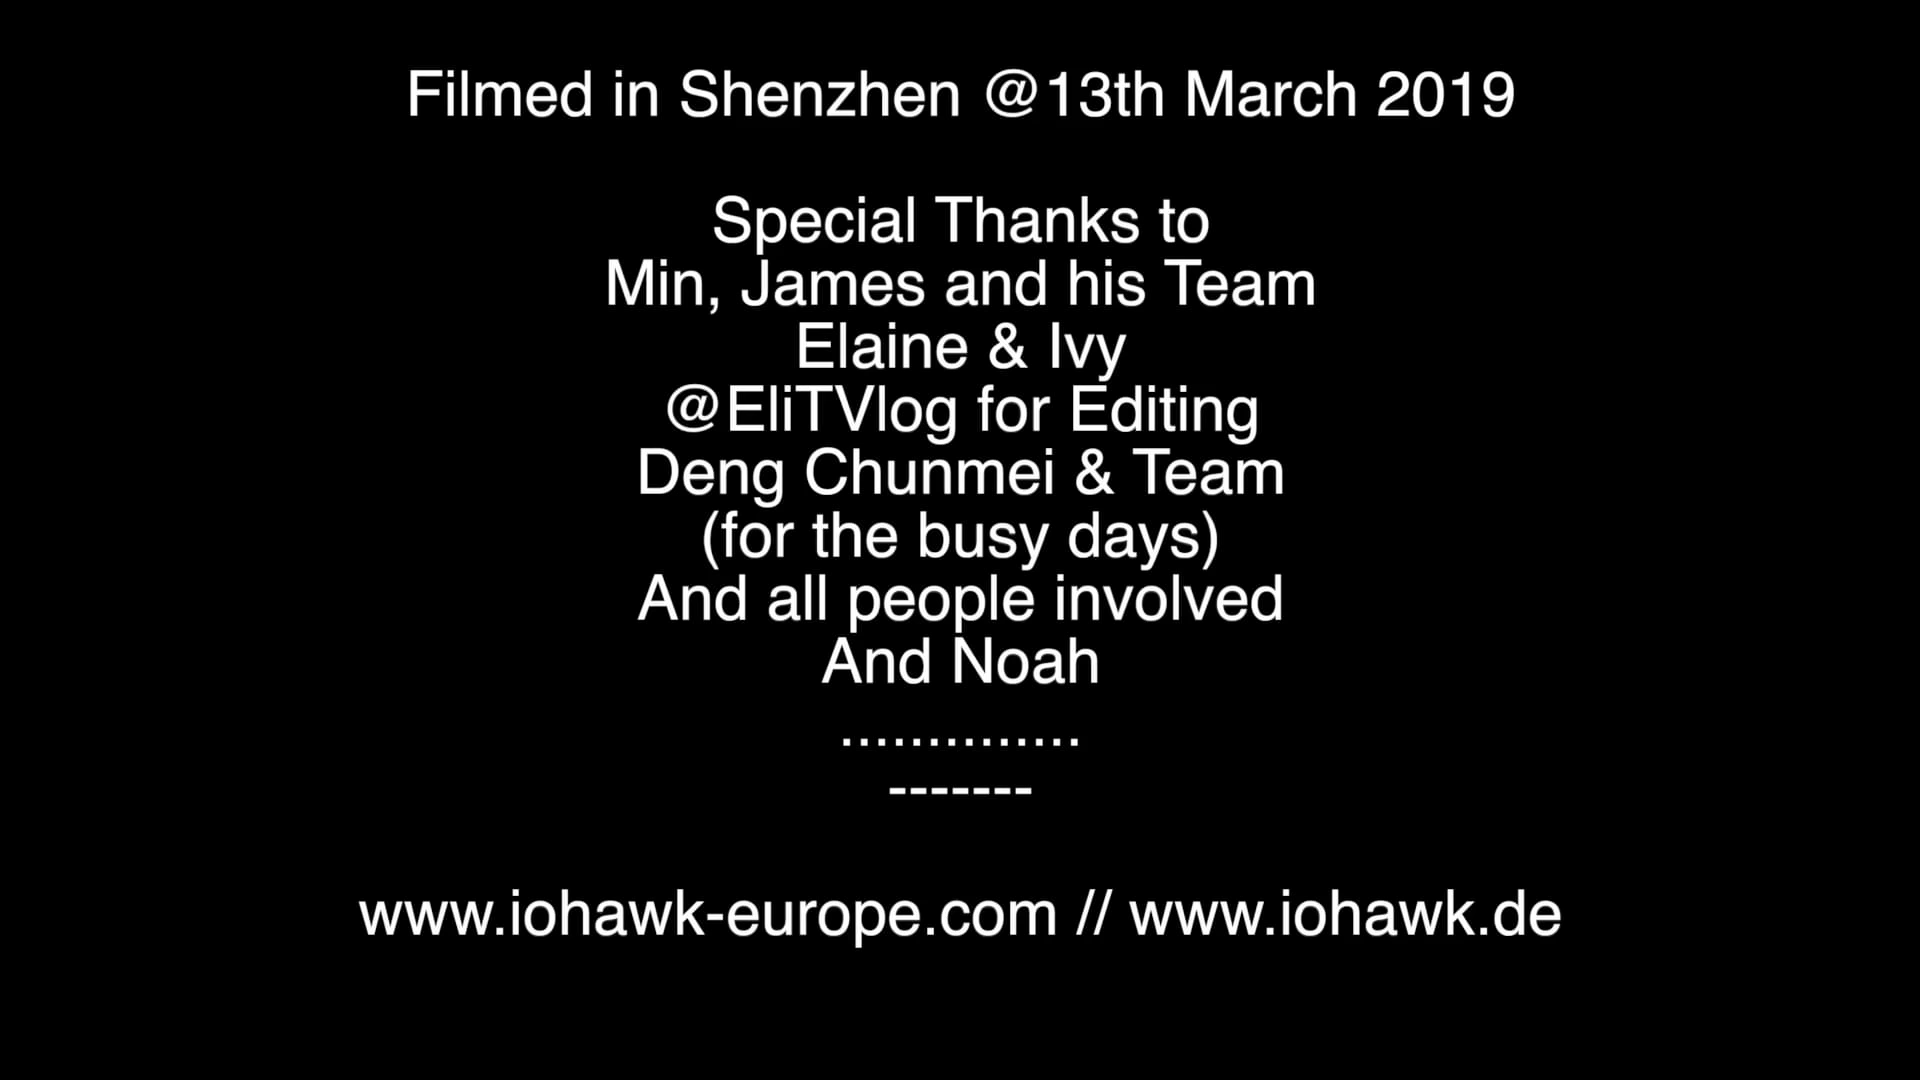 Filmed in Shenzhen @13th March 2019
Special Thanks to
Min, James and his Team
Elaine & Ivy
@EliTVlog for Editing
Deng Chunmei & Team
(for the busy days)
And all people involved
And Noah
..............
-------
www.iohawk-europe.com // www.iohawk.de